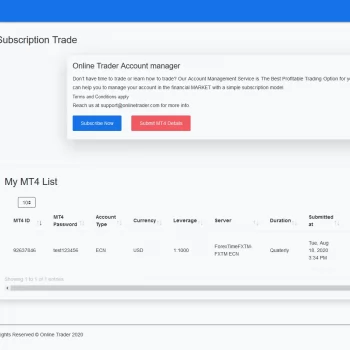 Subscription Trade
Online Trader Account manager
Don't have time to trade or learn how to trade? Our Account Management Service is The Best Profitable Trading Option for yo
can help you to manage your account in the financial MARKET with a simple subscription model.
Terms and Conditions apply
Reach us at support@onlinetrader.com for more info.
Subscribe Now Submit MT4 Details
My MT4 List
10
MT4 ID MT4 Password Account Type Currency Leverage Server Duration Submitted at
test123456 ECN USD 1:1000 ForexTimeFXTM-FXTM ECN Quaterly Tue, Aug 18, 2020 3:34 PM
Showing 1 to 1 of 1 entries
Rights Reserved © Online Trader 2020